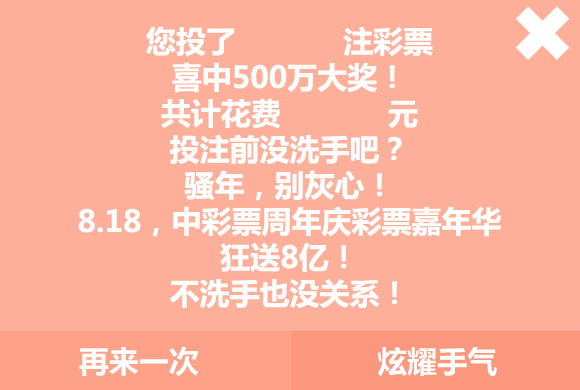 您投了 注彩票
喜中500万大奖！
共计花费 元
投注前没洗手吧？
骚年，别灰心！
8.18，中彩票周年庆彩票嘉年华
狂送8亿！
不洗手也没关系！
再来一次 炫耀手气